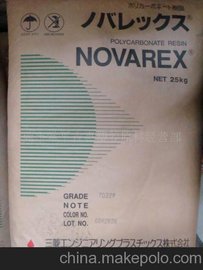 ポリカーボネート樹脂
ノバレックス®
POLYCARBONATE RESIN
NOVAREX®
NET 25kg
GRADE
NOTE
COLOR NO.
LOT NO.
三菱エンジニアリングプラスチックス株式会社
www.makepolo.com